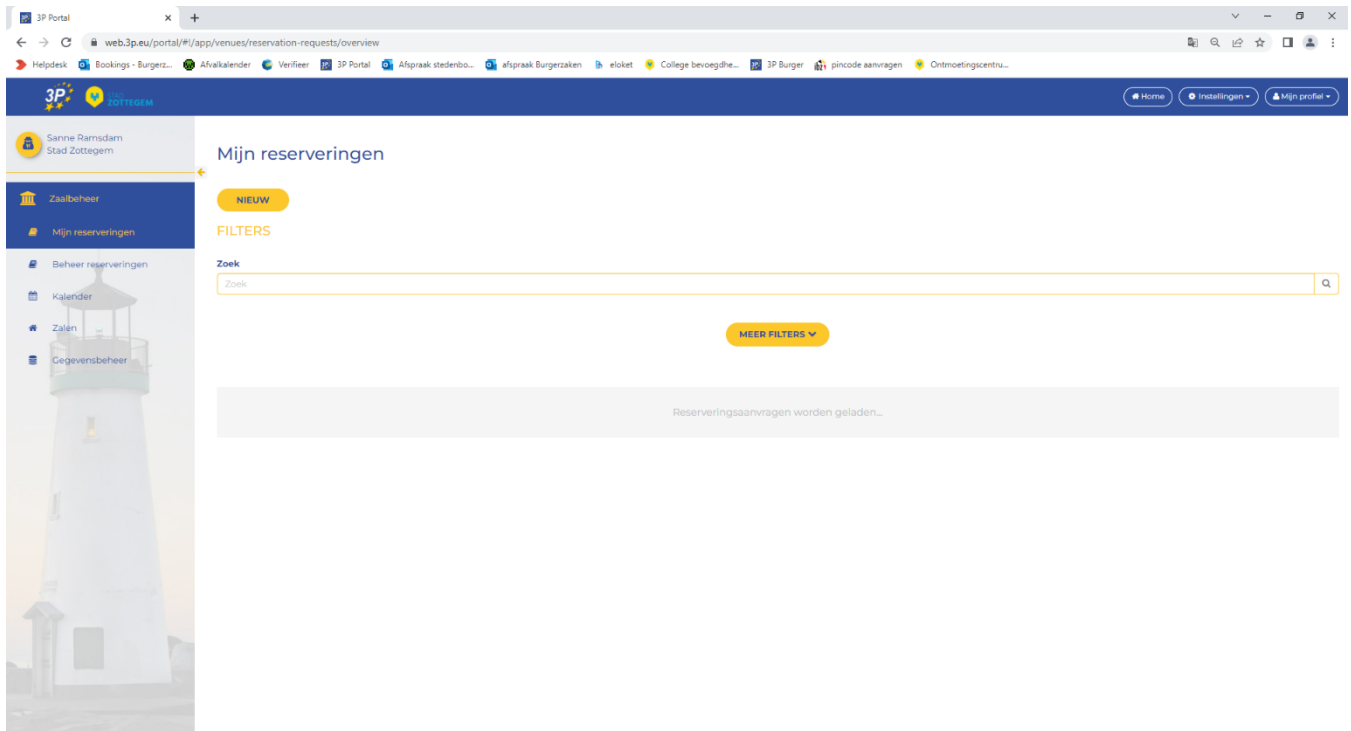 3P Portal
web.3p.eu/portal/#!/app/venues/reservation-requests/overview
Helpdesk Bookings - Burgerz... Afvalkalender Verifieer 3P Portal Afspraak stedenbo... afspraak Burgerzaken eloket College bevoegdhe... 3P Burger pincode aanvragen Ontmoetingscentru...
3P STAD ZOTTEGEM Home Instellingen Mijn profiel
Sanne Ramsdam
Stad Zottegem
Mijn reserveringen
Zaalbeheer
NIEUW
Mijn reserveringen
FILTERS
Beheer reserveringen
Zoek
Zoek
Kalender
Zalen
MEER FILTERS
Gegevensbeheer
Reserveringsaanvragen worden geladen...